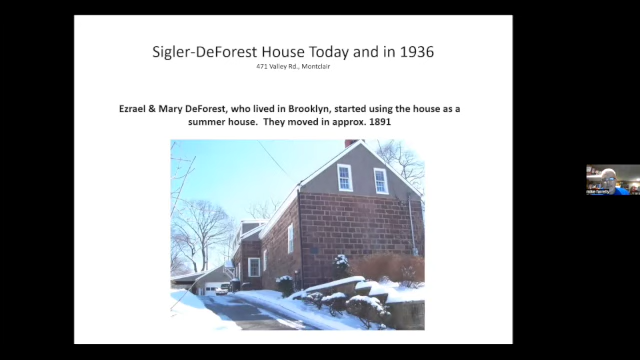 Sigler-DeForest House Today and in 1936
471 Valley Rd., Montclair
Ezrael & Mary DeForest, who lived in Brooklyn, started using the house as a
summer house.  They moved in approx. 1891